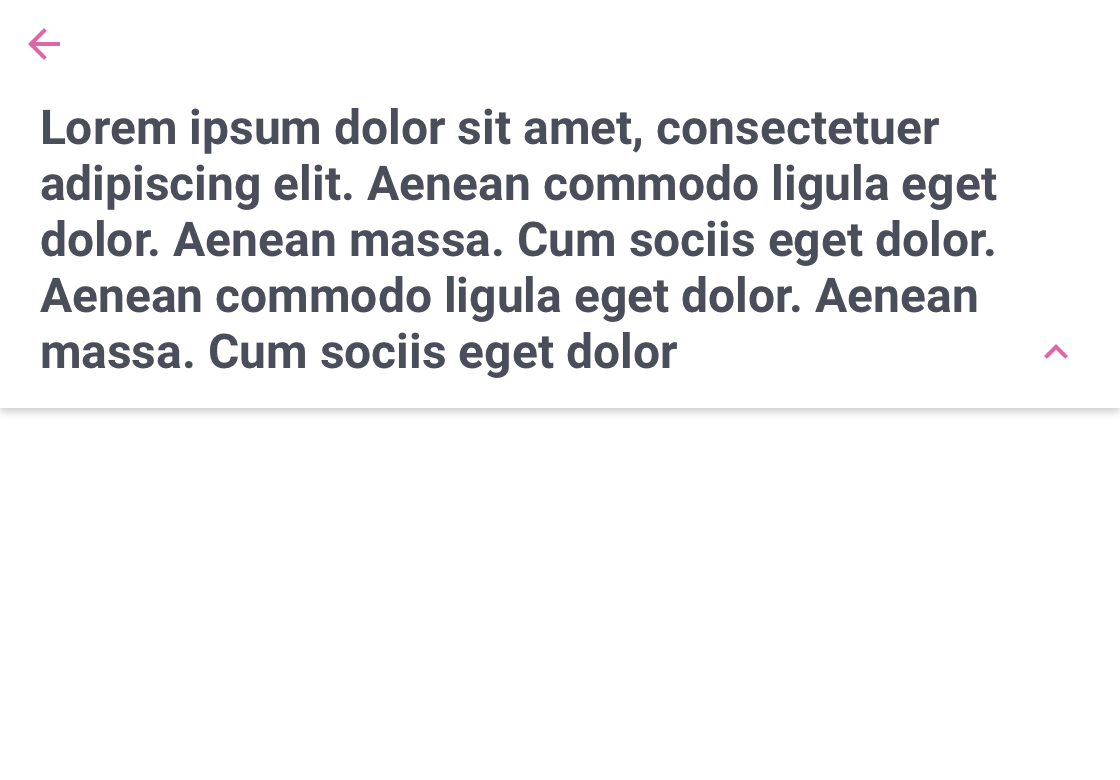 Lorem ipsum dolor sit amet, consectetuer
adipiscing elit. Aenean commodo ligula eget
dolor. Aenean massa. Cum sociis eget dolor.
Aenean commodo ligula eget dolor. Aenean
massa. Cum sociis eget dolor